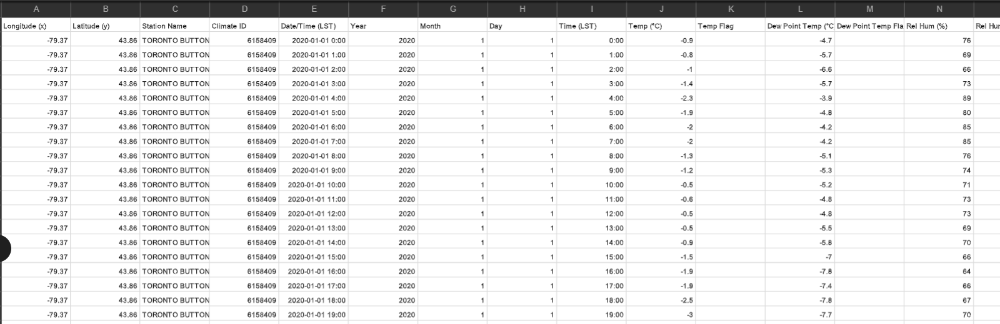 A B C D E F G H I J K L M N
Longitude (x) Latitude (y) Station Name Climate ID Date/Time (LST) Year Month Day Time (LST) Temp (°C) Temp Flag Dew Point Temp (°C Dew Point Temp Fla Rel Hum (%) Rel Hur
-79.37 43.86 TORONTO BUTTON 6158409 2020-01-01 0:00 2020 1 1 0:00 -0.9 -4.7 76
-79.37 43.86 TORONTO BUTTON 6158409 2020-01-01 1:00 2020 1 1 1:00 -0.8 -5.7 69
-79.37 43.86 TORONTO BUTTON 6158409 2020-01-01 2:00 2020 1 1 2:00 -1 -6.6 66
-79.37 43.86 TORONTO BUTTON 6158409 2020-01-01 3:00 2020 1 1 3:00 -1.4 -5.7 73
-79.37 43.86 TORONTO BUTTON 6158409 2020-01-01 4:00 2020 1 1 4:00 -2.3 -3.9 89
-79.37 43.86 TORONTO BUTTON 6158409 2020-01-01 5:00 2020 1 1 5:00 -1.9 -4.8 80
-79.37 43.86 TORONTO BUTTON 6158409 2020-01-01 6:00 2020 1 1 6:00 -2 -4.2 85
-79.37 43.86 TORONTO BUTTON 6158409 2020-01-01 7:00 2020 1 1 7:00 -2 -4.2 85
-79.37 43.86 TORONTO BUTTON 6158409 2020-01-01 8:00 2020 1 1 8:00 -1.3 -5.1 76
-79.37 43.86 TORONTO BUTTON 6158409 2020-01-01 9:00 2020 1 1 9:00 -1.2 -5.3 74
-79.37 43.86 TORONTO BUTTON 6158409 2020-01-01 10:00 2020 1 1 10:00 -0.5 -5.2 71
-79.37 43.86 TORONTO BUTTON 6158409 2020-01-01 11:00 2020 1 1 11:00 -0.6 -4.8 73
-79.37 43.86 TORONTO BUTTON 6158409 2020-01-01 12:00 2020 1 1 12:00 -0.5 -4.8 73
-79.37 43.86 TORONTO BUTTON 6158409 2020-01-01 13:00 2020 1 1 13:00 -0.5 -5.5 69
-79.37 43.86 TORONTO BUTTON 6158409 2020-01-01 14:00 2020 1 1 14:00 -0.9 -5.8 70
-79.37 43.86 TORONTO BUTTON 6158409 2020-01-01 15:00 2020 1 1 15:00 -1.5 -7 66
-79.37 43.86 TORONTO BUTTON 6158409 2020-01-01 16:00 2020 1 1 16:00 -1.9 -7.8 64
-79.37 43.86 TORONTO BUTTON 6158409 2020-01-01 17:00 2020 1 1 17:00 -1.9 -7.4 66
-79.37 43.86 TORONTO BUTTON 6158409 2020-01-01 18:00 2020 1 1 18:00 -2.5 -7.8 67
-79.37 43.86 TORONTO BUTTON 6158409 2020-01-01 19:00 2020 1 1 19:00 -3 -7.7 70